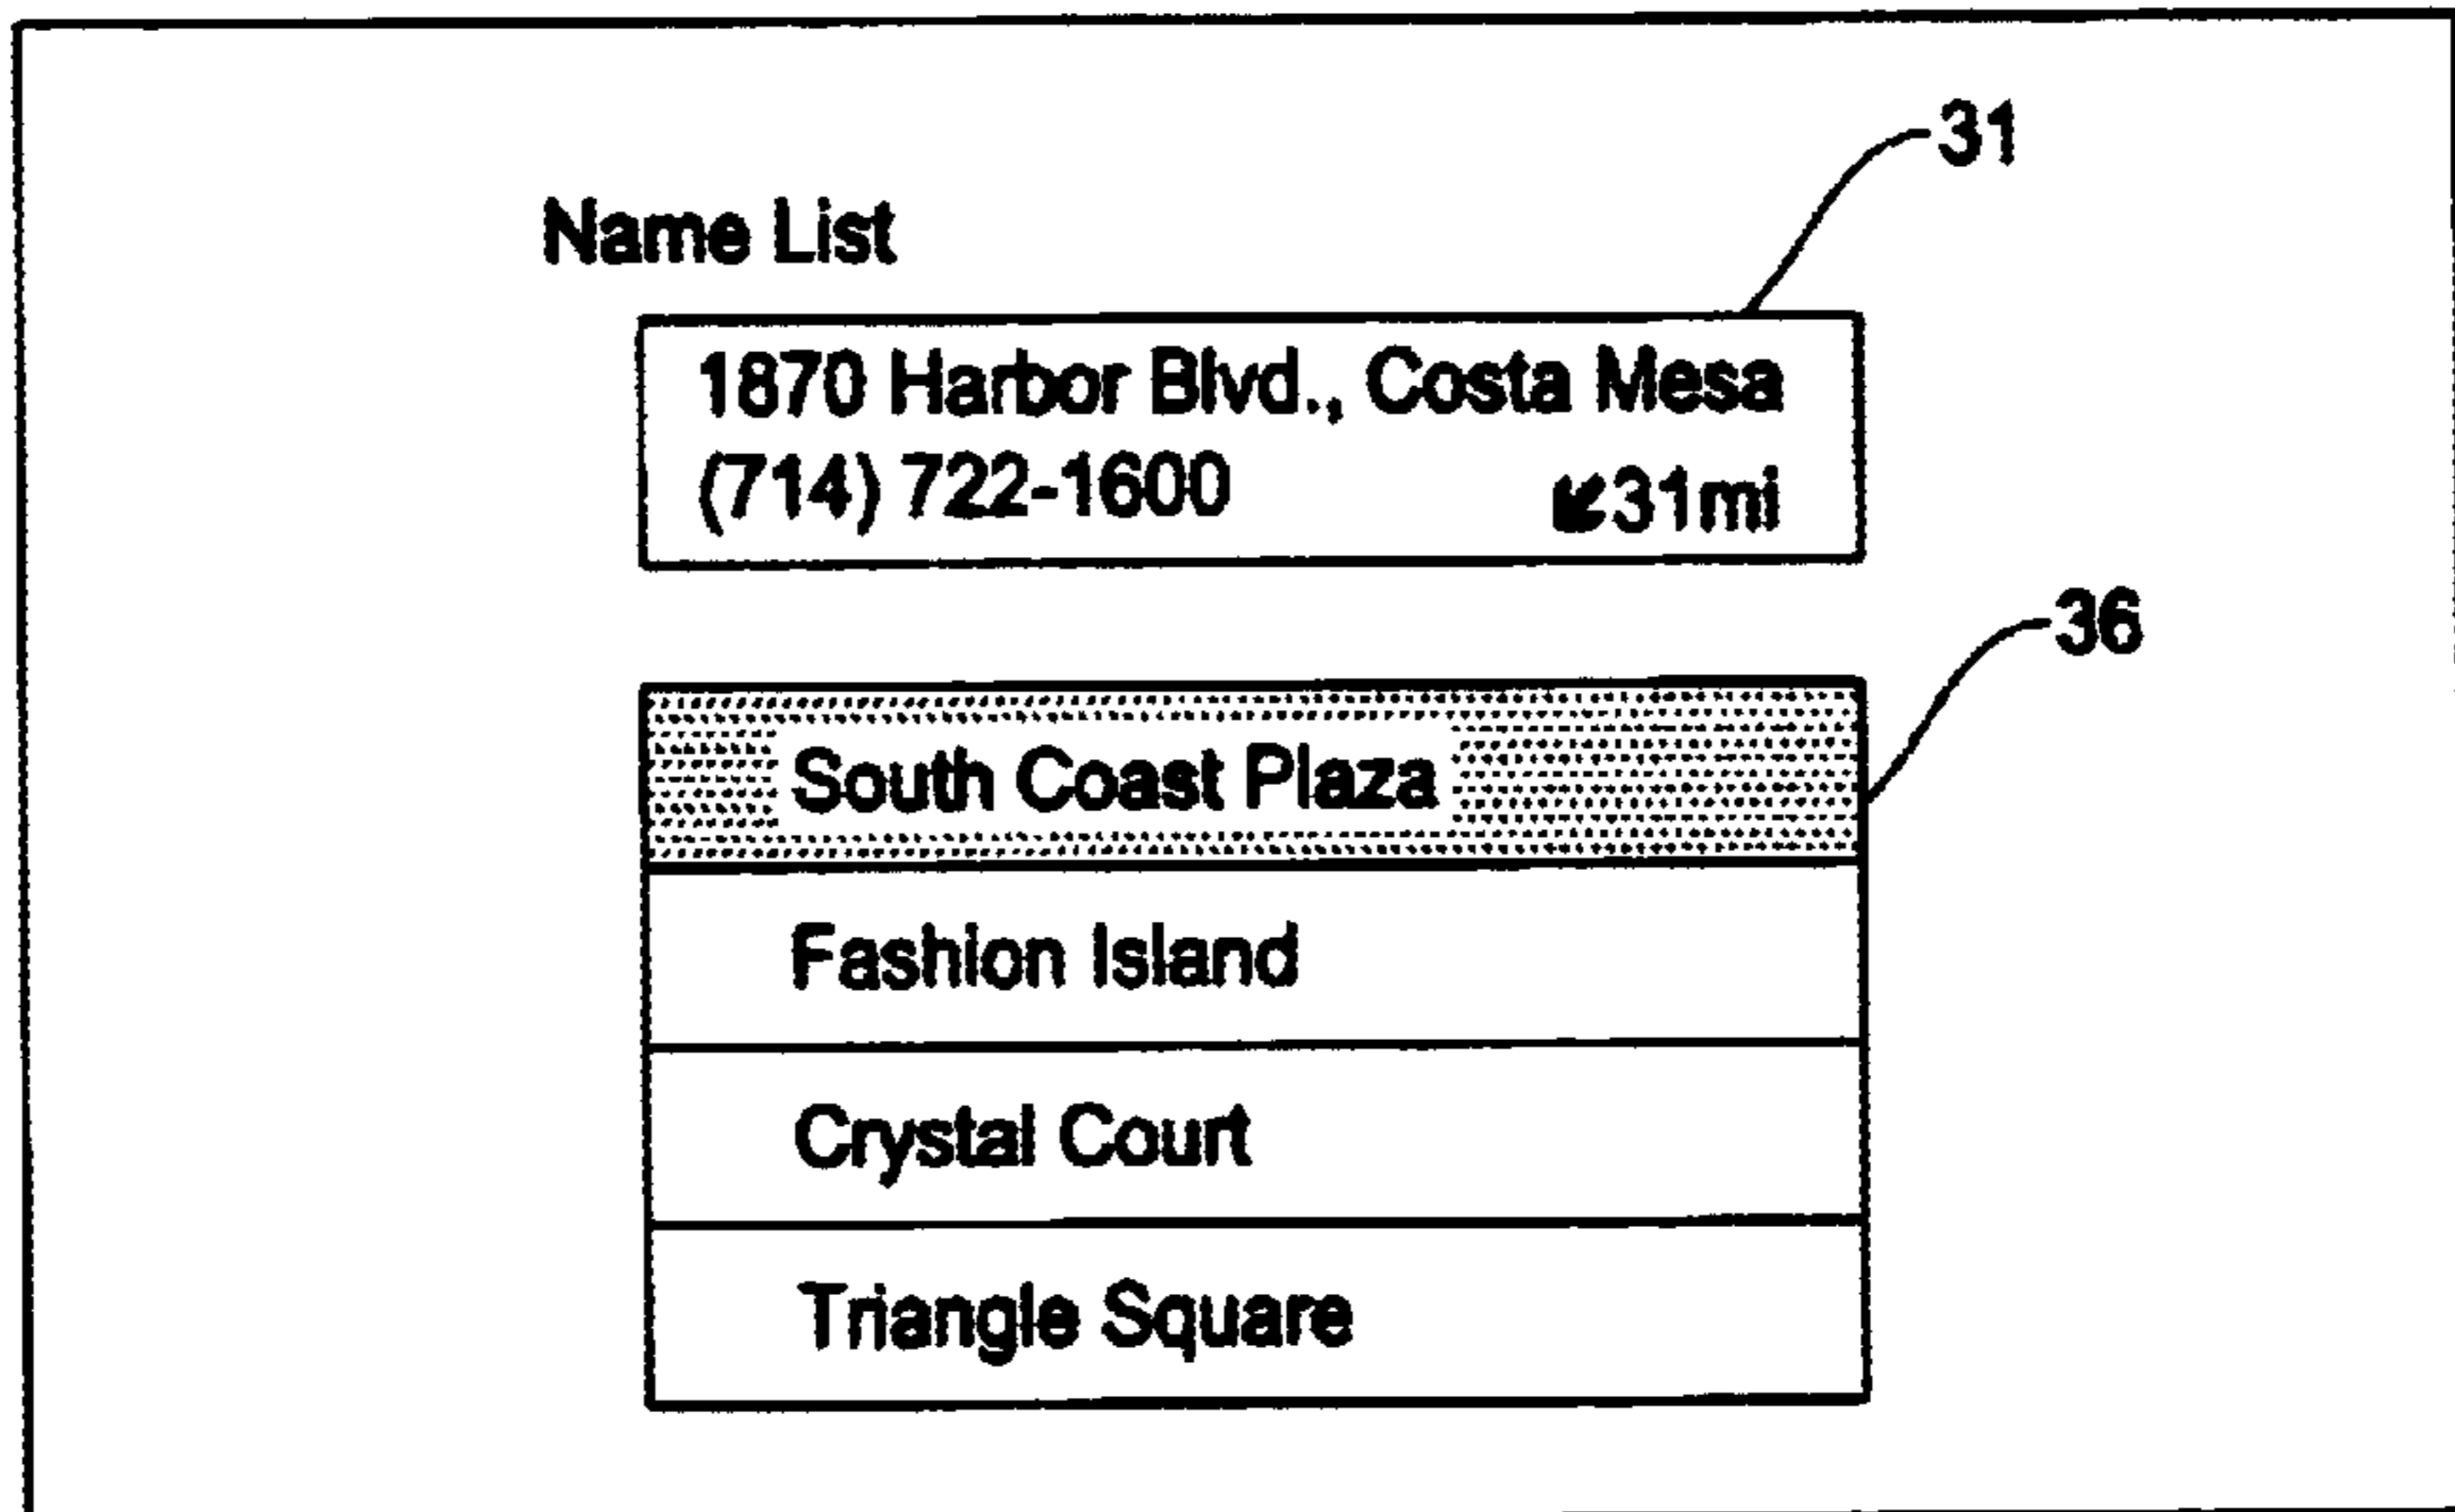 31
Name List
1870 Harbor Blvd., Costa Mesa
(714) 722-1600 31mi
36
South Coast Plaza
Fashion Island
Crystal Court
Triangle Square